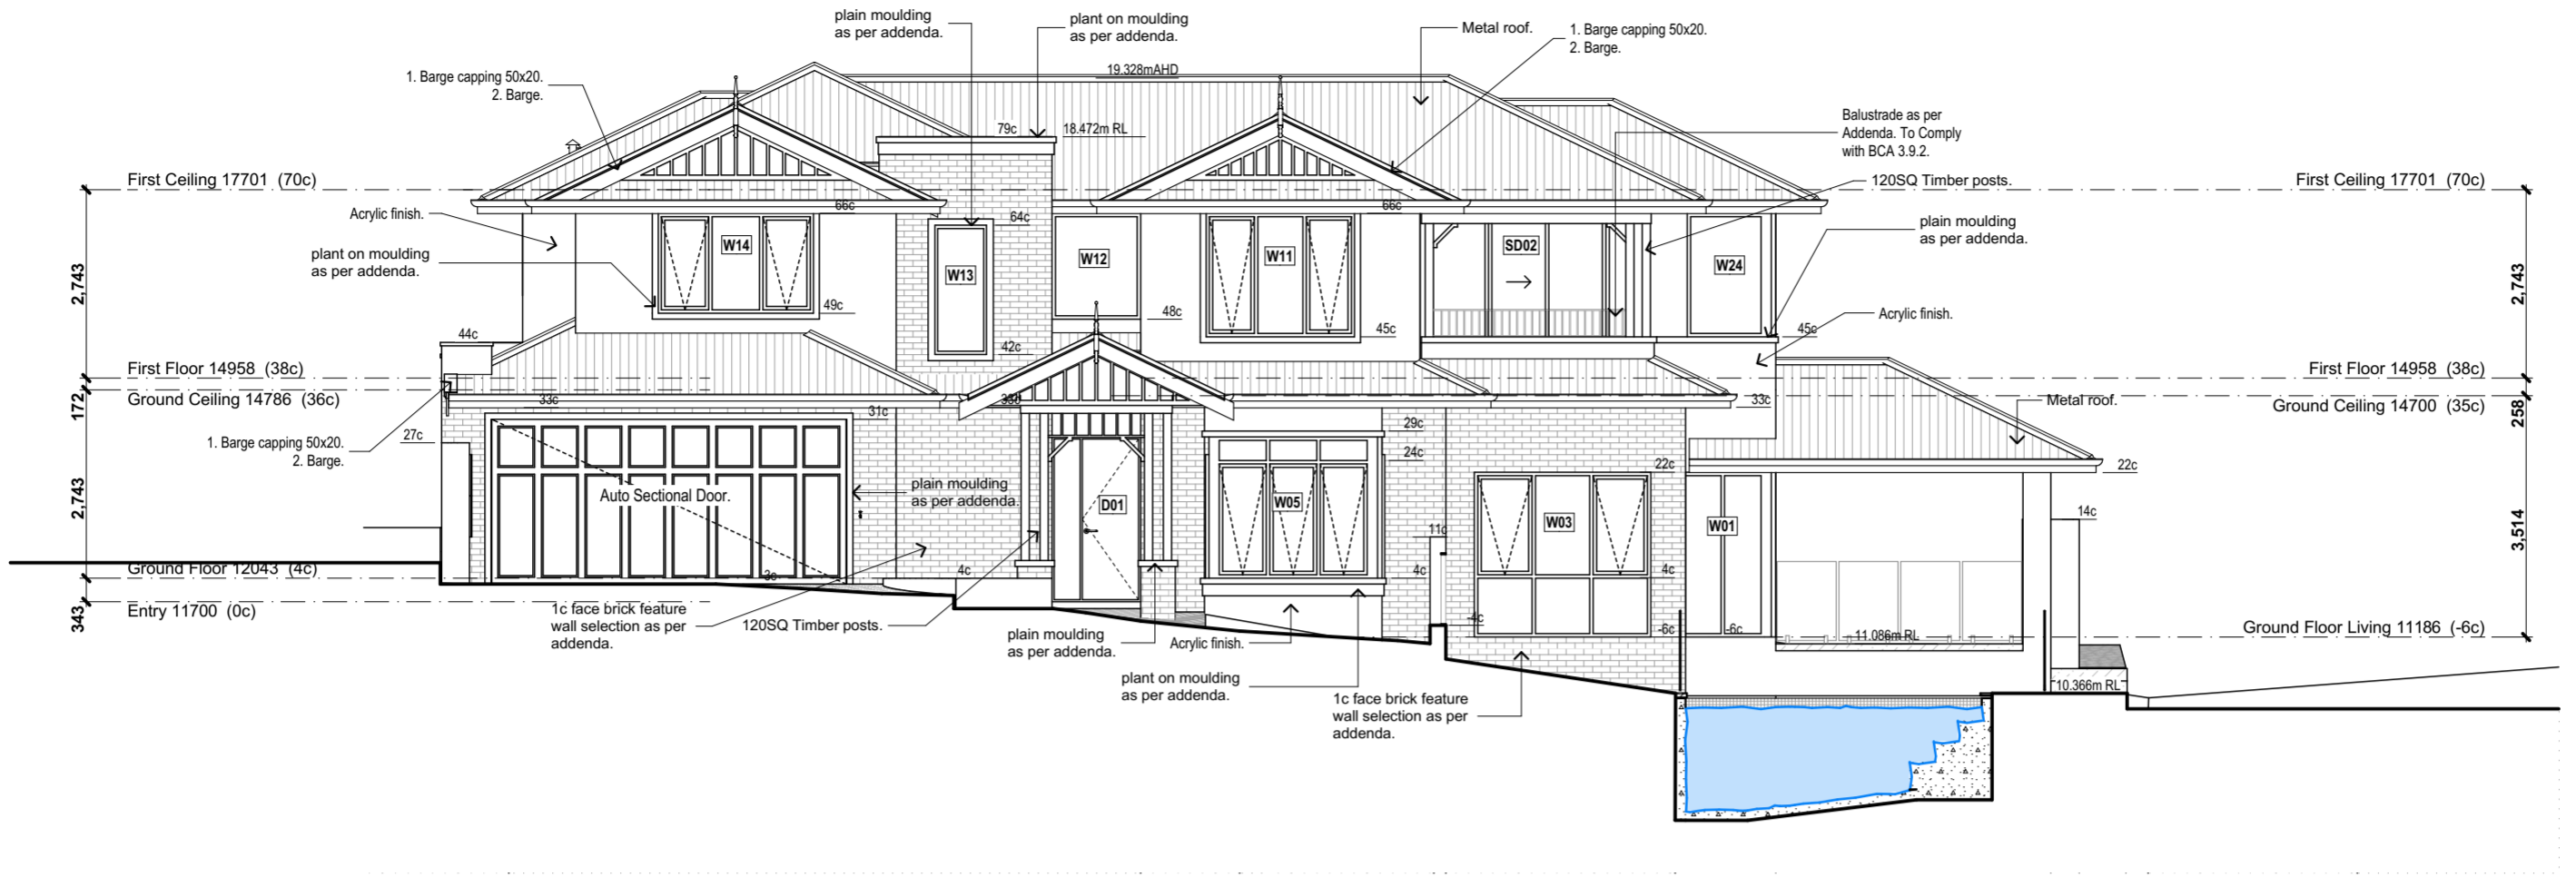 plain moulding
as per addenda.
plant on moulding
as per addenda.
Metal roof.
1. Barge capping 50x20.
2. Barge.
1. Barge capping 50x20.
2. Barge.
19.328mAHD
79c
18.472m RL
Balustrade as per
Addenda. To Comply
with BCA 3.9.2.
First Ceiling 17701 (70c)
First Ceiling 17701 (70c)
120SQ Timber posts.
Acrylic finish.
66c
64c
66c
plain moulding
as per addenda.
plant on moulding
as per addenda.
W14
W13
W12
W11
SD02
W24
2,743
2,743
49c
48c
45c
45c
Acrylic finish.
44c
42c
First Floor 14958 (38c)
First Floor 14958 (38c)
172
Ground Ceiling 14786 (36c)
33c
31c
33c
33c
Metal roof.
Ground Ceiling 14700 (35c)
258
27c
29c
24c
22c
22c
1. Barge capping 50x20.
2. Barge.
Auto Sectional Door.
plain moulding
as per addenda.
D01
W05
W03
W01
2,743
11c
14c
3,514
Ground Floor 12043 (4c)
3c
4c
4c
4c
343
Entry 11700 (0c)
1c face brick feature
wall selection as per
addenda.
120SQ Timber posts.
plain moulding
as per addenda.
Acrylic finish.
-4c
-6c
-6c
11.086m RL
Ground Floor Living 11186 (-6c)
plant on moulding
as per addenda.
1c face brick feature
wall selection as per
addenda.
10.366m RL